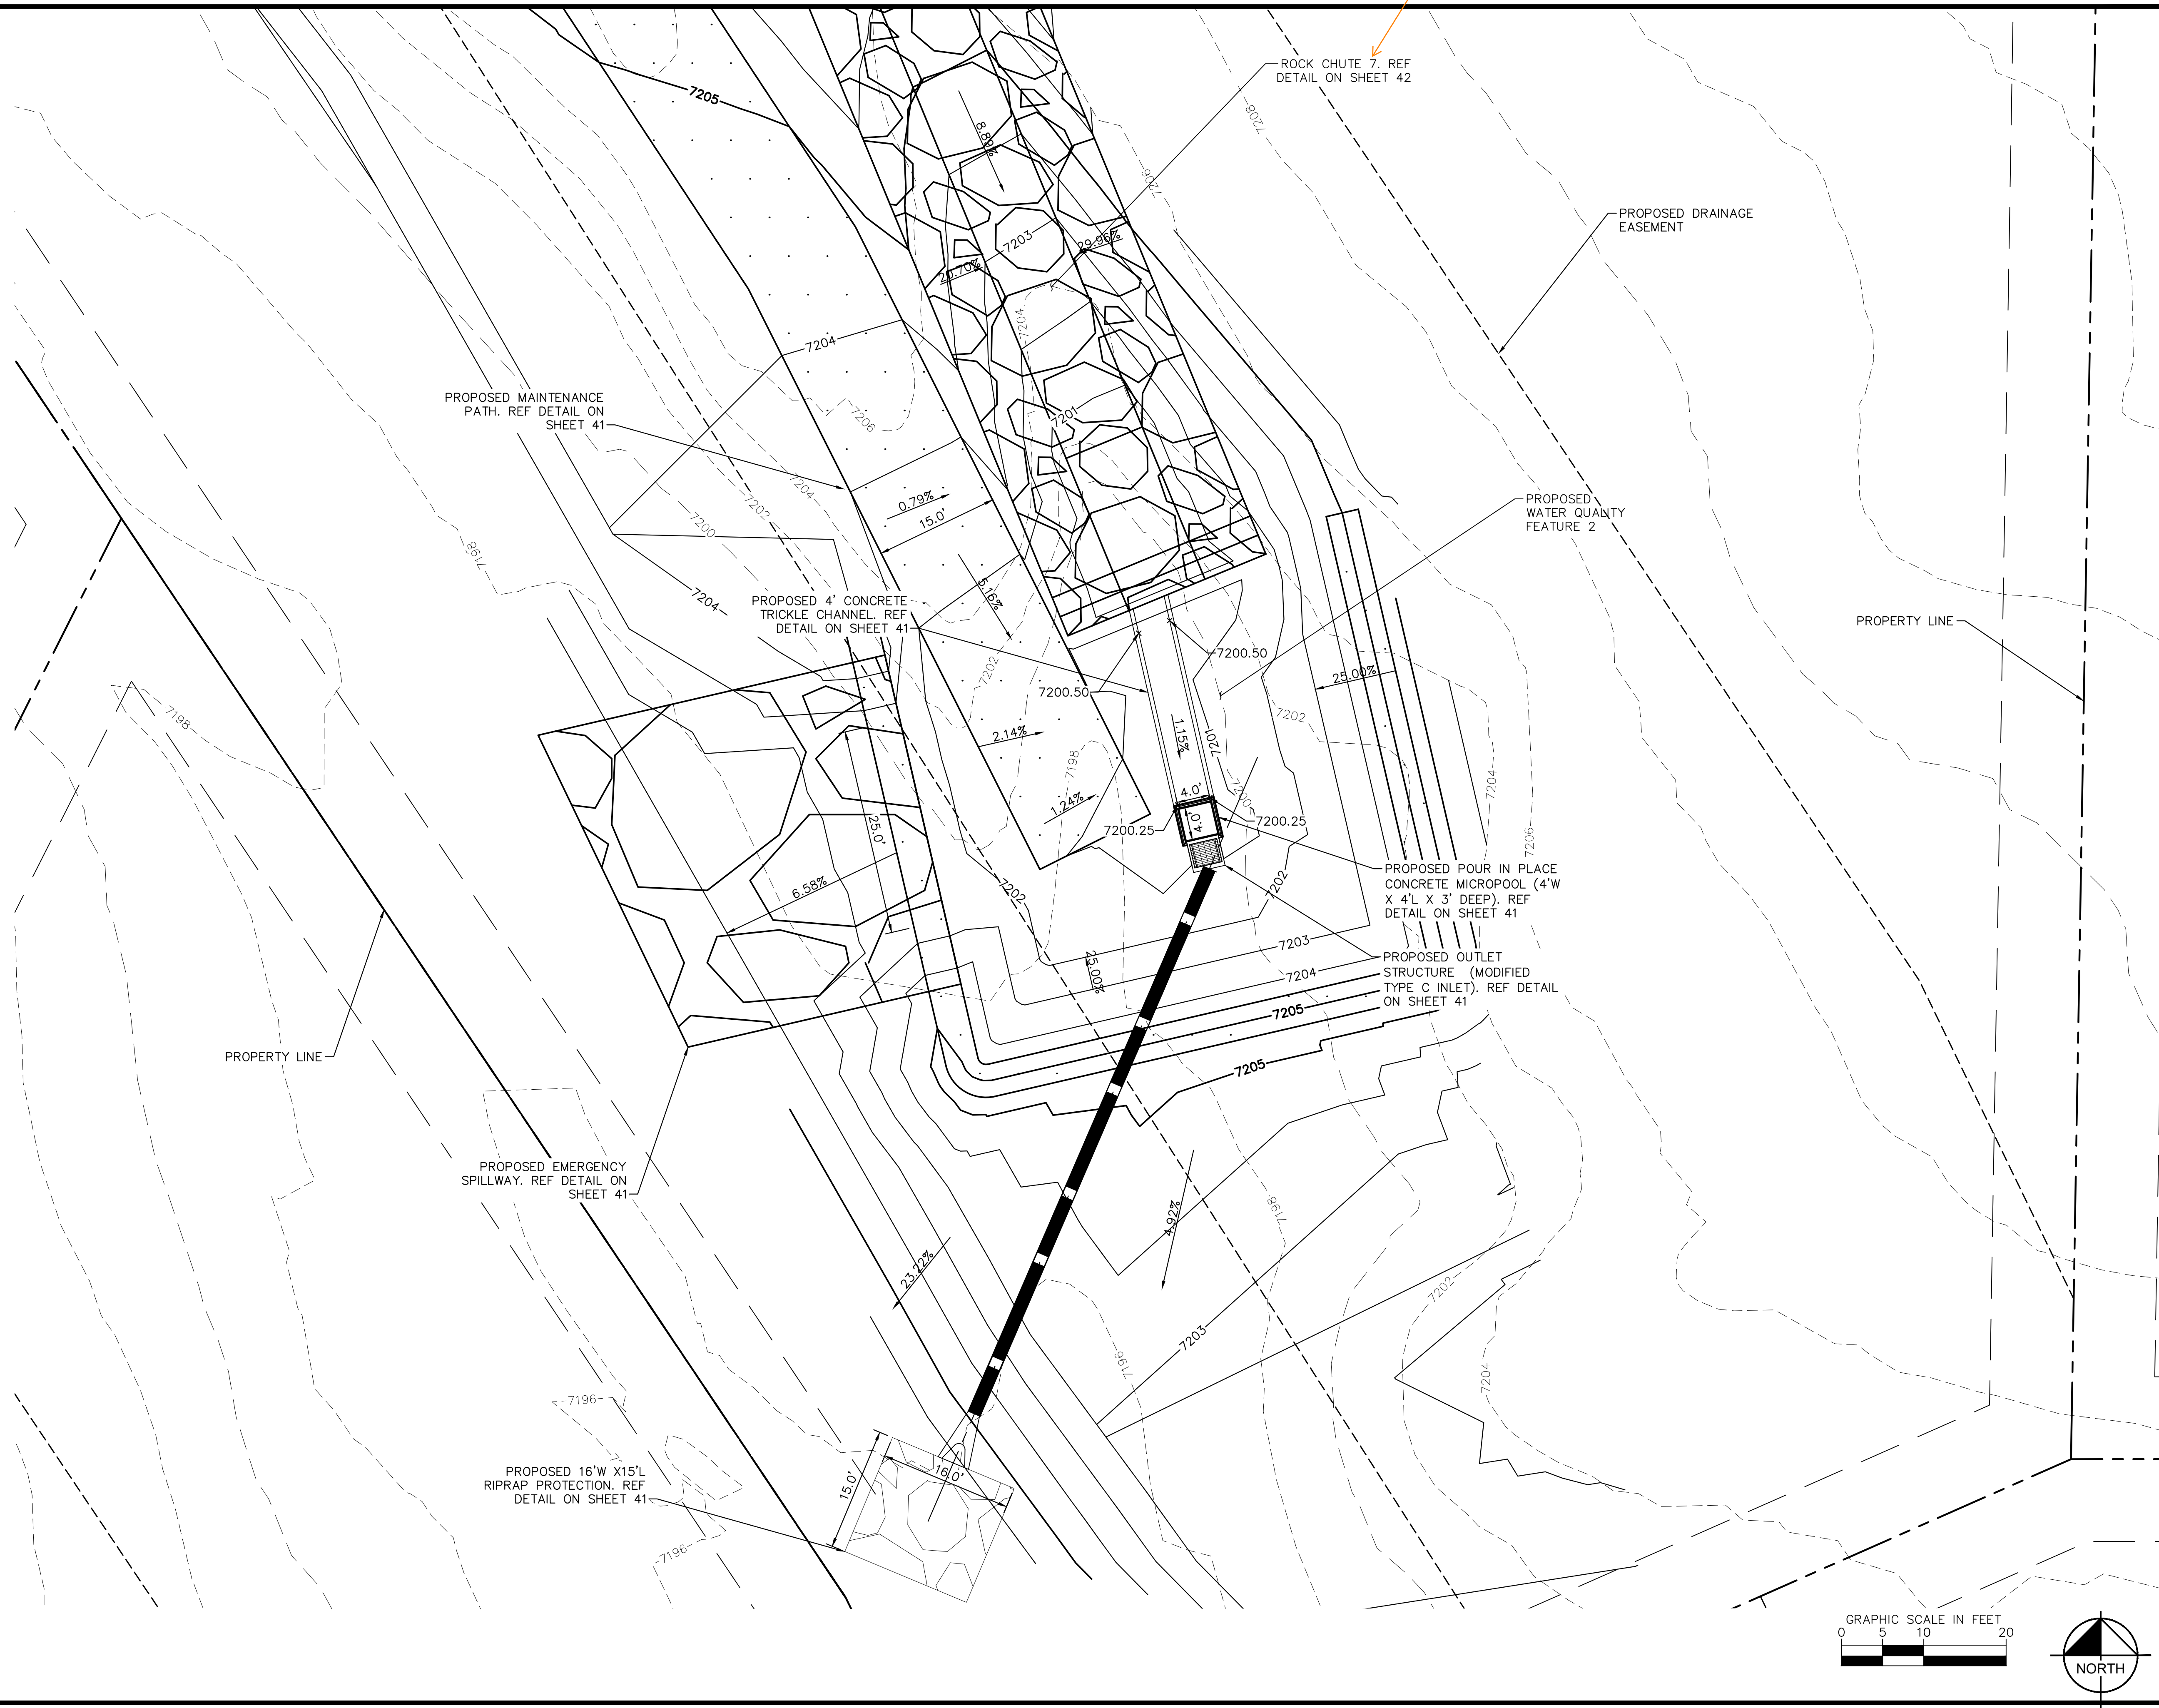 ROCK CHUTE 7. REF
DETAIL ON SHEET 42
7205
8.89%
7208
7206
PROPOSED DRAINAGE
EASEMENT
7203
29.96%
20.70%
7204
7204
PROPOSED MAINTENANCE
PATH. REF DETAIL ON
SHEET 41
7206
7201
7204
7202
7200
0.79%
15.0'
PROPOSED
WATER QUALITY
FEATURE 2
7198
5.16%
7204
PROPOSED 4' CONCRETE
TRICKLE CHANNEL. REF
DETAIL ON SHEET 41
PROPERTY LINE
7200.50
7202
25.00%
7200.50
7198
7202
2.14%
1.15%
7201
7198
7204
4.0'
7200
1.24%
4.0'
7200.25
7200.25
25.0'
7206
6.58%
PROPOSED POUR IN PLACE
CONCRETE MICROPOOL (4'W
X 4'L X 3' DEEP). REF
DETAIL ON SHEET 41
7202
7202
7203
PROPOSED OUTLET
STRUCTURE (MODIFIED
TYPE C INLET). REF DETAIL
ON SHEET 41
25.00%
7204
7205
PROPERTY LINE
7205
PROPOSED EMERGENCY
SPILLWAY. REF DETAIL ON
SHEET 41
4.92%
7198
23.22%
7202
7203
7196
7204
7196
PROPOSED 16'W X15'L
RIPRAP PROTECTION. REF
DETAIL ON SHEET 41
15.0'
16.0'
7196
GRAPHIC SCALE IN FEET
0 5 10 20
NORTH